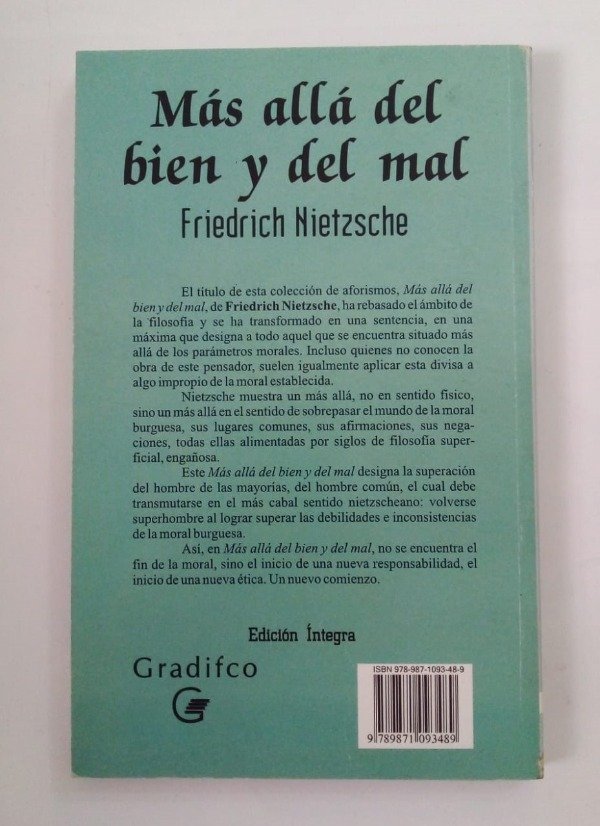 Más allá del
bien y del mal
Friedrich Nietzsche
El título de esta colección de aforismos, Más allá del
bien y del mal, de Friedrich Nietzsche, ha rebasado el ámbito de
la filosofía y se ha transformado en una sentencia, en una
máxima que designa a todo aquel que se encuentra situado más
allá de los parámetros morales. Incluso quienes no conocen la
obra de este pensador, suelen igualmente aplicar esta divisa a
algo impropio de la moral establecida.
Nietzsche muestra un más allá, no en sentido físico,
sino un más allá en el sentido de sobrepasar el mundo de la moral
burguesa, sus lugares comunes, sus afirmaciones, sus nega-
ciones, todas ellas alimentadas por siglos de filosofía super-
ficial, engañosa.
Este Más allá del bien y del mal designa la superación
del hombre de las mayorías, del hombre común, el cual debe
transmutarse en el más cabal sentido nietzscheano: volverse
superhombre al lograr superar las debilidades e inconsistencias
de la moral burguesa.
Así, en Más allá del bien y del mal, no se encuentra el
fin de la moral, sino el inicio de una nueva responsabilidad, el
inicio de una nueva ética. Un nuevo comienzo.
Edición Íntegra
Gradifco
G
ISBN 978-987-1093-48-9
9 789871 093489